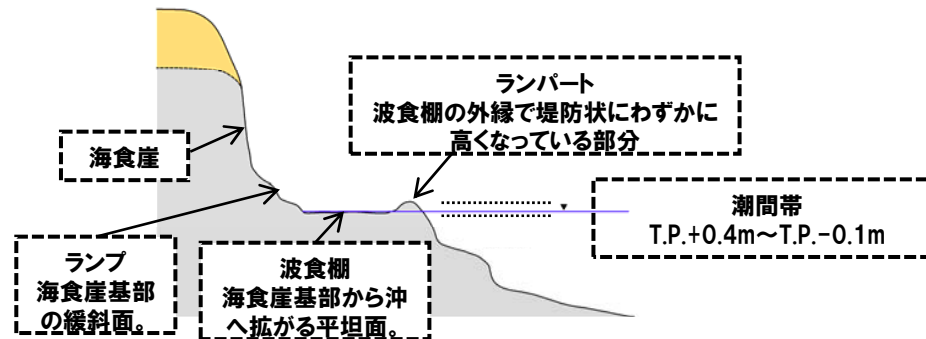 ランパート
波食棚の外縁で堤防状にわずかに
高くなっている部分
海食崖
潮間帯
T.P.+0.4m～T.P.-0.1m
ランプ
海食崖基部
の緩斜面。
波食棚
海食崖基部から沖
へ拡がる平坦面。